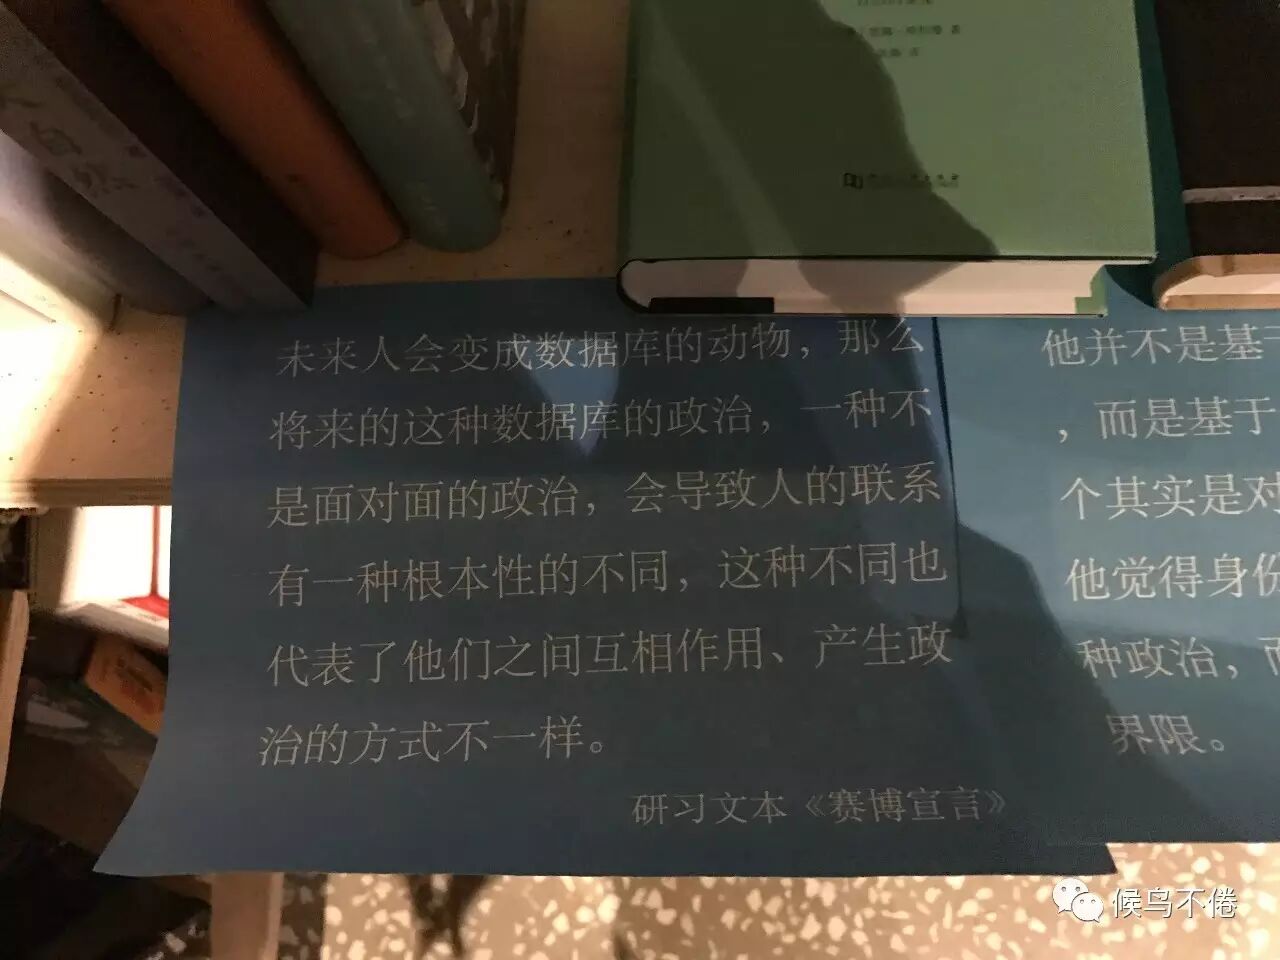 未来人会变成数据库的动物，那么
将来的这种数据库的政治，一种不
是面对面的政治，会导致人的联系
有一种根本性的不同，这种不同也
代表了他们之间互相作用、产生政
治的方式不一样。
研习文本《赛博宣言》
他并不是基于
，而是基于
个其实是对
他觉得身份
种政治，而
界限。
候鸟不倦